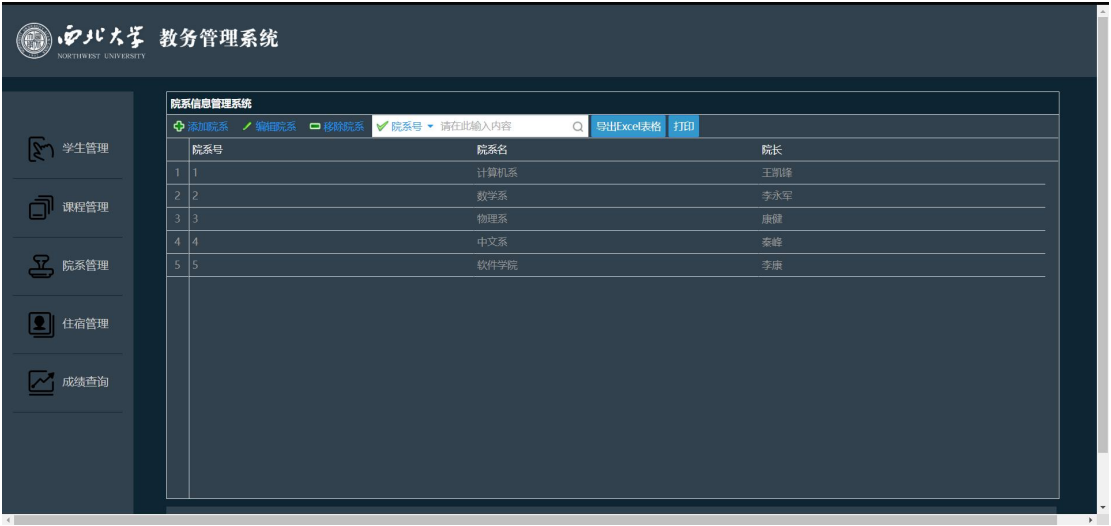 西北大学 教务管理系统
NORTHWEST UNIVERSITY
学生管理
课程管理
院系管理
住宿管理
成绩查询
院系信息管理系统
添加院系 编辑院系 移除院系 院系号 请在此输入内容 导出Excel表格 打印
院系号 院系名 院长
1 1 计算机系 王凯锋
2 2 数学系 李永军
3 3 物理系 康健
4 4 中文系 秦峰
5 5 软件学院 李康